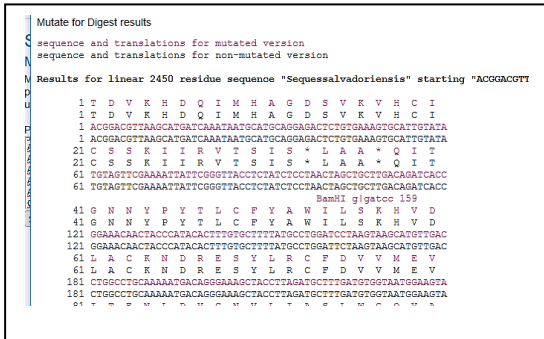 Mutate for Digest results
sequence and translations for mutated version
sequence and translations for non-mutated version
Results for linear 2450 residue sequence "Sequessalvadoriensis" starting "ACGGACGTT
1 T D V K H D Q I M H A G D S V K V H C I
1 T D V K H D Q I M H A G D S V K V H C I
1 ACGGACGTTAAGCATGATCAAATAATGCATGCAGGAGACTCTGTGAAAGTGCATTGTATA
1 ACGGACGTTAAGCATGATCAAATAATGCATGCAGGAGACTCTGTGAAAGTGCATTGTATA
21 C S S K I I R V T S I S * L A A * Q I T
21 C S S K I I R V T S I S * L A A * Q I T
61 TGTAGTTCGAAAATTATTCGGGTTACCTCTATCTCCTAACTAGCTGCTTGACAGATCACC
61 TGTAGTTCGAAAATTATTCGGGTTACCTCTATCTCCTAACTAGCTGCTTGACAGATCACC
BamHI g|gatcc 159
41 G N N Y P Y T L C F Y A W I L S K H V D
41 G N N Y P Y T L C F Y A W I L S K H V D
121 GGAAACAACTACCCATACACTTTGTGCTTTTATGCCTGGATCCTAAGTAAGCATGTTGAC
121 GGAAACAACTACCCATACACTTTGTGCTTTTATGCCTGGATTCTAAGTAAGCATGTTGAC
61 L A C K N D R E S Y L R C F D V V M E V
61 L A C K N D R E S Y L R C F D V V M E V
181 CTGGCCTGCAAAAATGACAGGGAAAGCTACCTTAGATGCTTTGATGTGGTAATGGAAGTA
181 CTGGCCTGCAAAAATGACAGGGAAAGCTACCTTAGATGCTTTGATGTGGTAATGGAAGTA